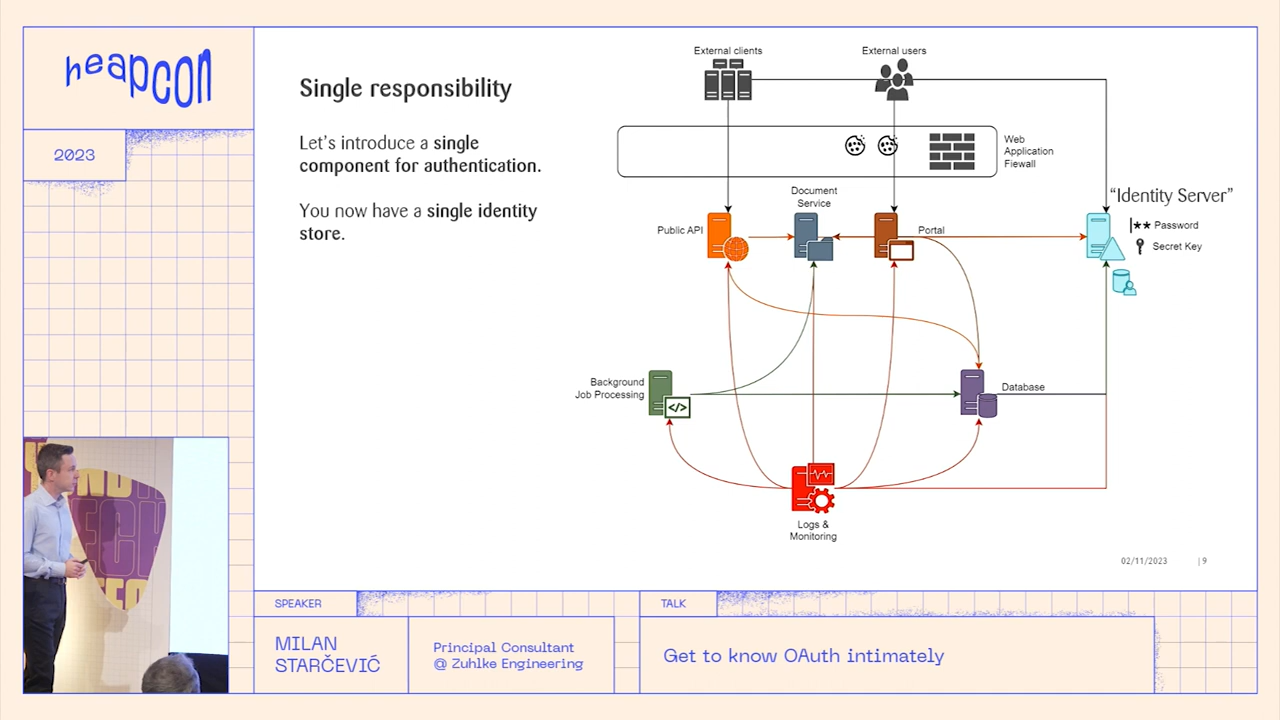 heapcon
2023
Single responsibility
Let's introduce a single
component for authentication.
You now have a single identity
store.
External clients
External users
Web
Application
Fiewall
Document
Service
Public API
Portal
"Identity Server"
|** Password
Secret Key
Background
Job Processing
</>
Database
Logs &
Monitoring
02/11/2023
| 9
SPEAKER
MILAN
STARČEVIĆ
Principal Consultant
@ Zuhlke Engineering
TALK
Get to know OAuth intimately